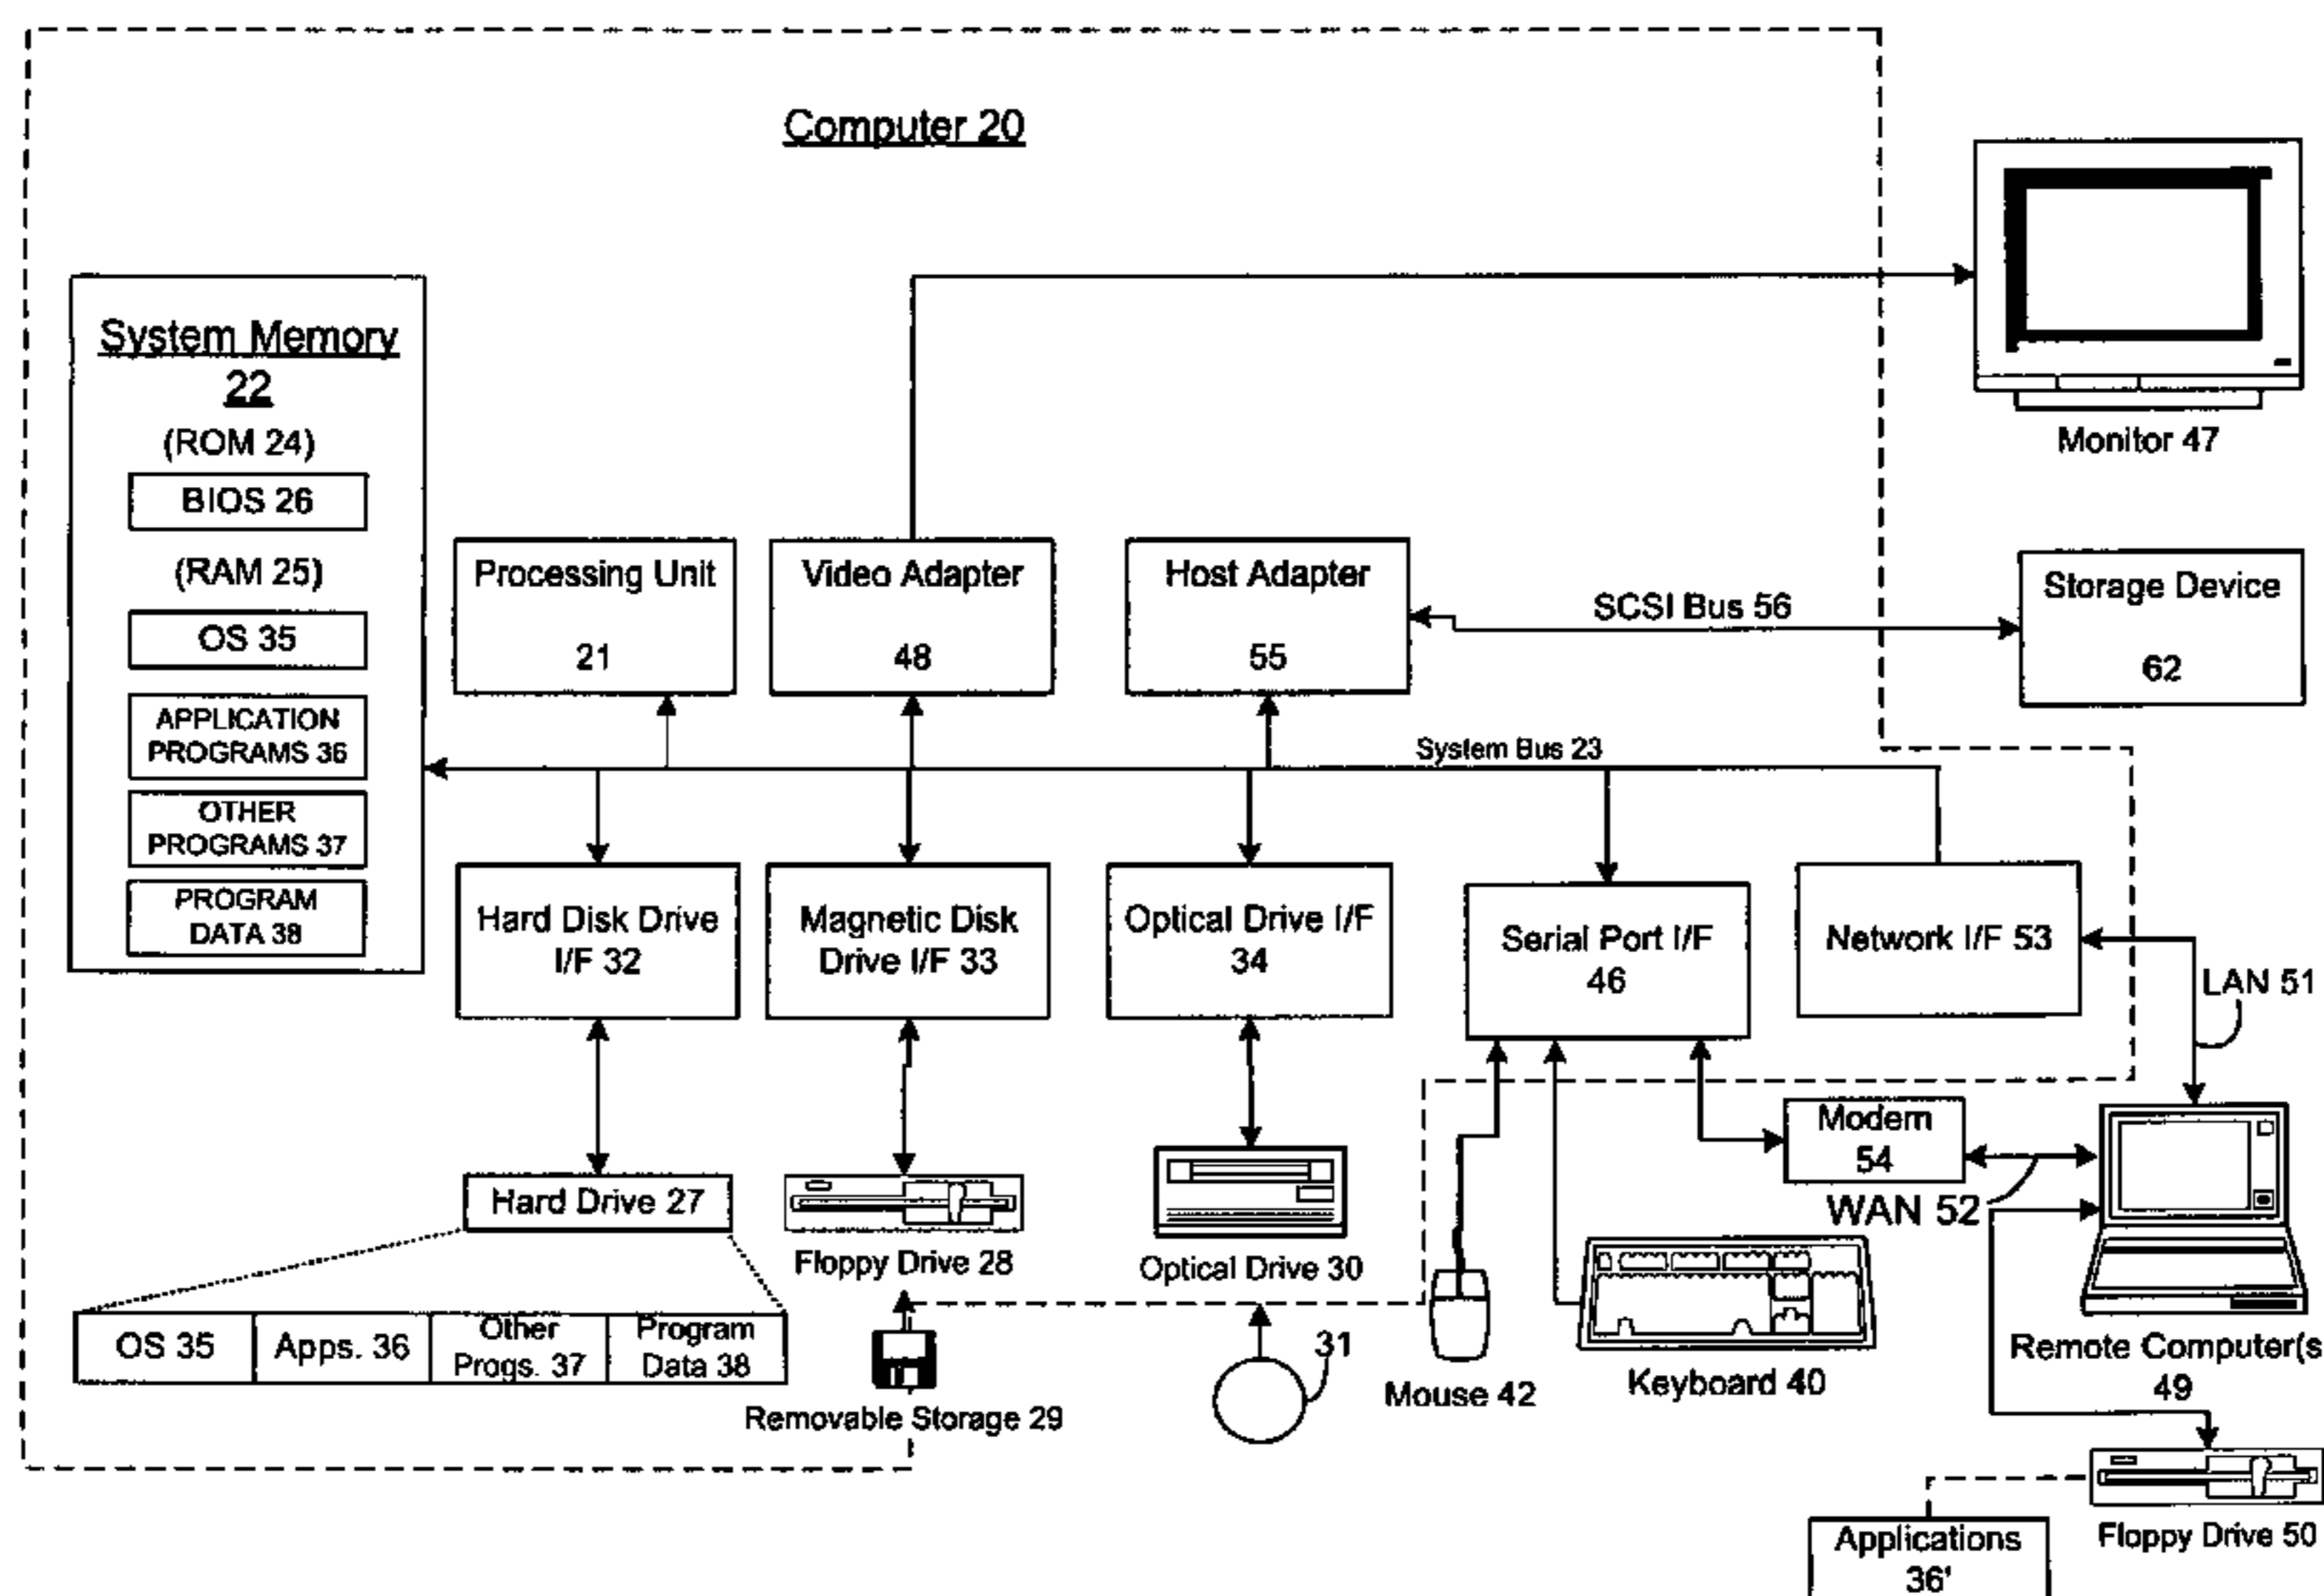 Computer 20
System Memory
22
(ROM 24)
BIOS 26
(RAM 25)
OS 35
APPLICATION
PROGRAMS 36
OTHER
PROGRAMS 37
PROGRAM
DATA 38
Processing Unit
21
Video Adapter
48
Host Adapter
55
Monitor 47
SCSI Bus 56
Storage Device
62
System Bus 23
Hard Disk Drive
I/F 32
Magnetic Disk
Drive I/F 33
Optical Drive I/F
34
Serial Port I/F
46
Network I/F 53
LAN 51
Modem
54
WAN 52
Hard Drive 27
Floppy Drive 28
Optical Drive 30
OS 35
Apps. 36
Other
Progs. 37
Program
Data 38
Removable Storage 29
31
Mouse 42
Keyboard 40
Remote Computer(s
49
Floppy Drive 50
Applications
36'